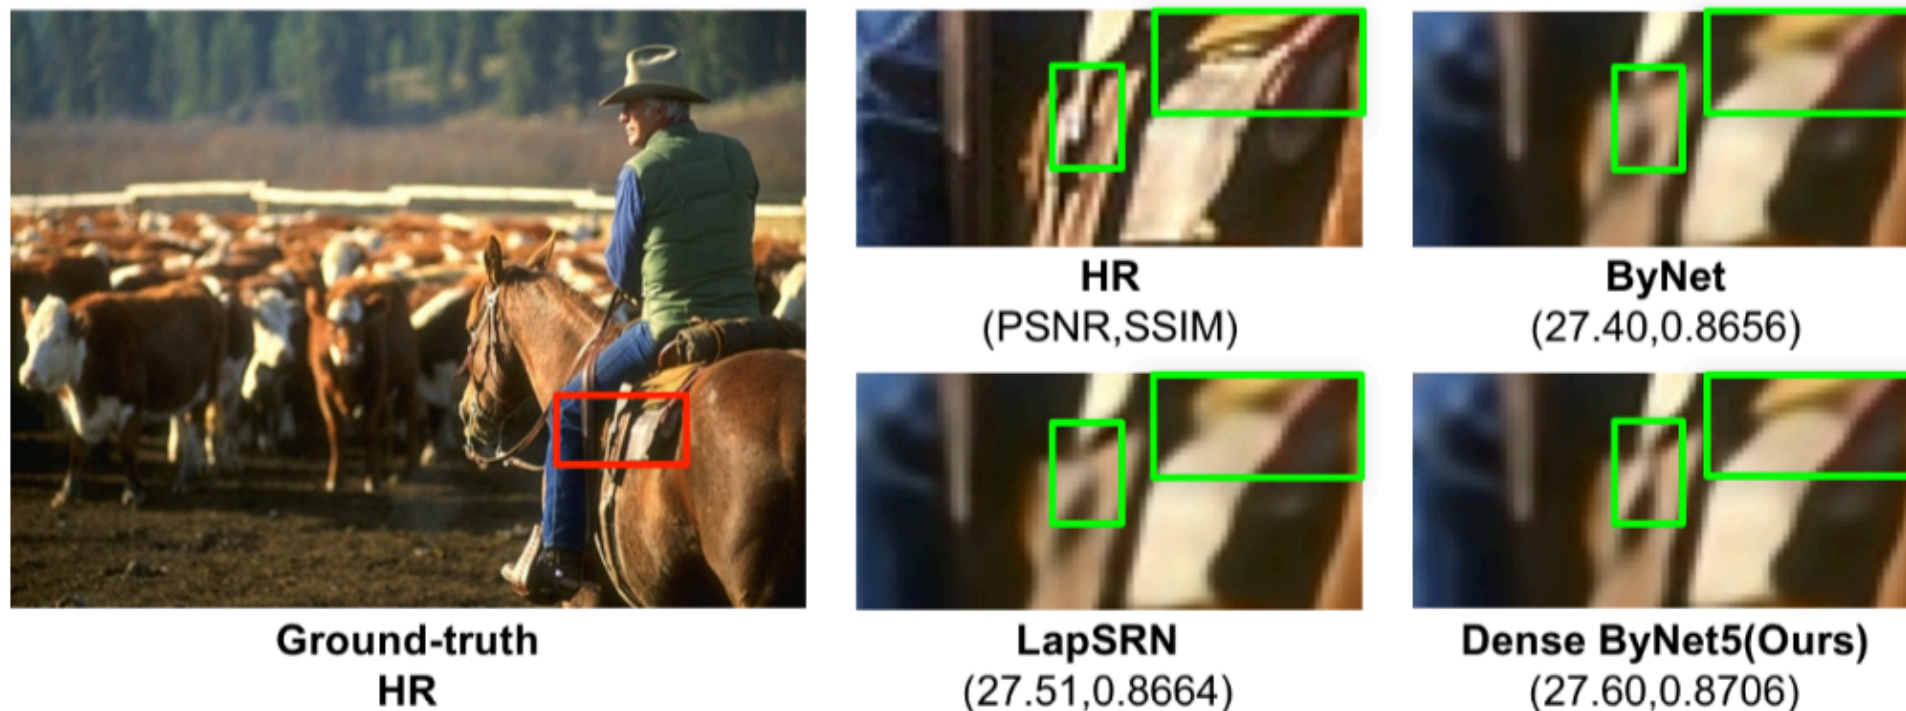 HR
(PSNR,SSIM)
ByNet
(27.40,0.8656)
Ground-truth
HR
LapSRN
(27.51,0.8664)
Dense ByNet5(Ours)
(27.60,0.8706)